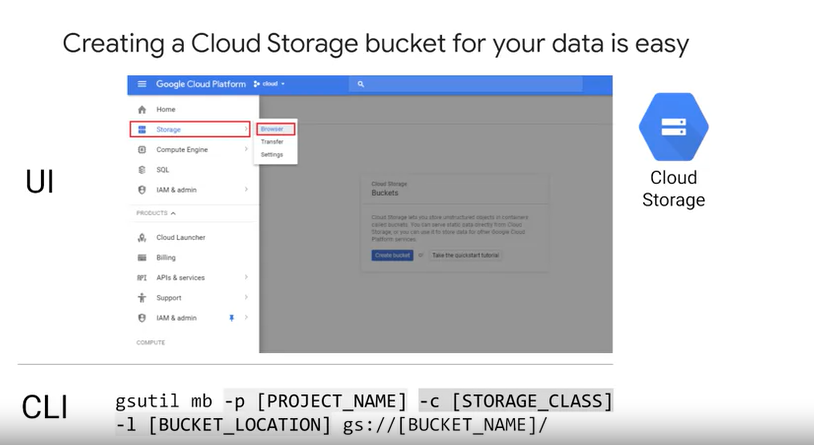 Creating a Cloud Storage bucket for your data is easy
Google Cloud Platform
cloud
Home
Storage
Browser
Transfer
Settings
Compute Engine
SQL
IAM & admin
PRODUCTS
Cloud Launcher
Billing
APIs & services
Support
IAM & admin
COMPUTE
Cloud Storage
Buckets
Cloud Storage lets you store unstructured objects in containers
called buckets. You can serve static data directly from Cloud
Storage, or you can use it to store data for other Google Cloud
Platform services.
Create bucket or Take the quickstart tutorial
UI
Cloud
Storage
CLI
gsutil mb -p [PROJECT_NAME] -c [STORAGE_CLASS]
-l [BUCKET_LOCATION] gs://[BUCKET_NAME]/